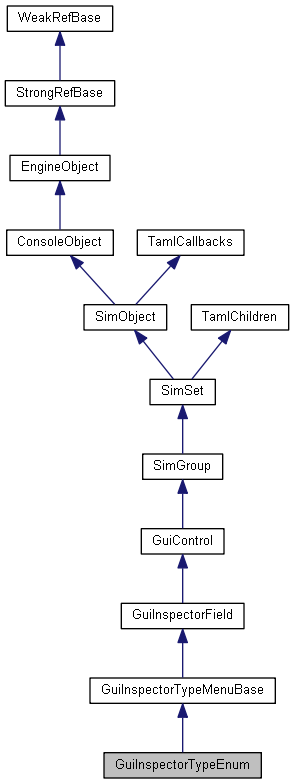 WeakRefBase
StrongRefBase
EngineObject
ConsoleObject
TamlCallbacks
SimObject
TamlChildren
SimSet
SimGroup
GuiControl
GuiInspectorField
GuiInspectorTypeMenuBase
GuiInspectorTypeEnum